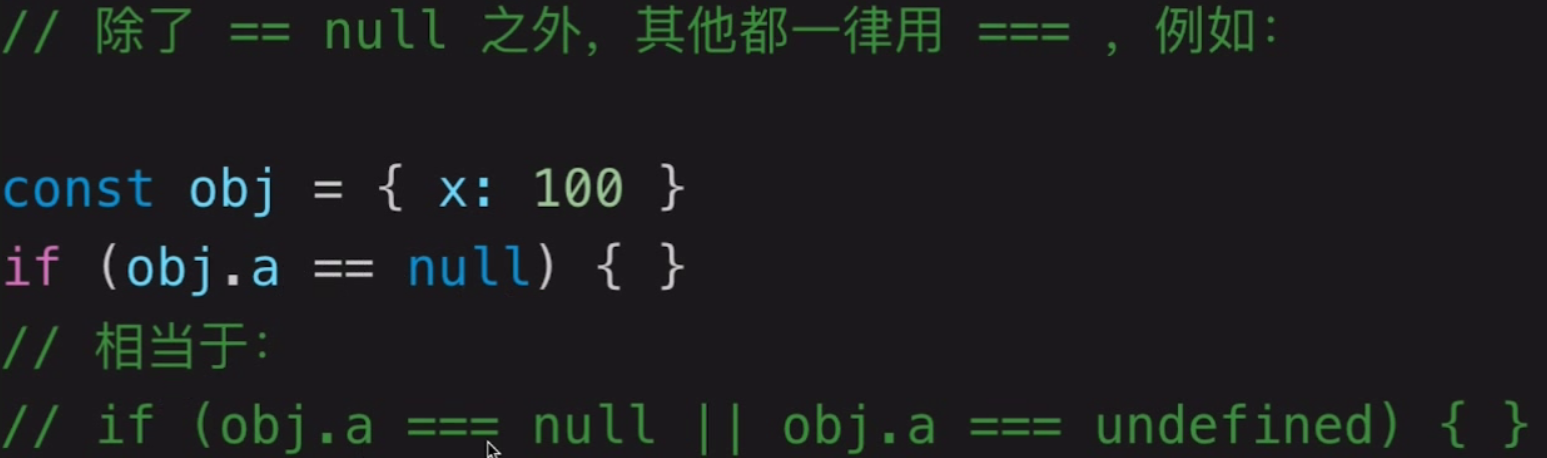 // 除了 == null 之外，其他都一律用 === ，例如：
const obj = { x: 100 }
if (obj.a == null) { }
// 相当于：
// if (obj.a === null || obj.a === undefined) { }